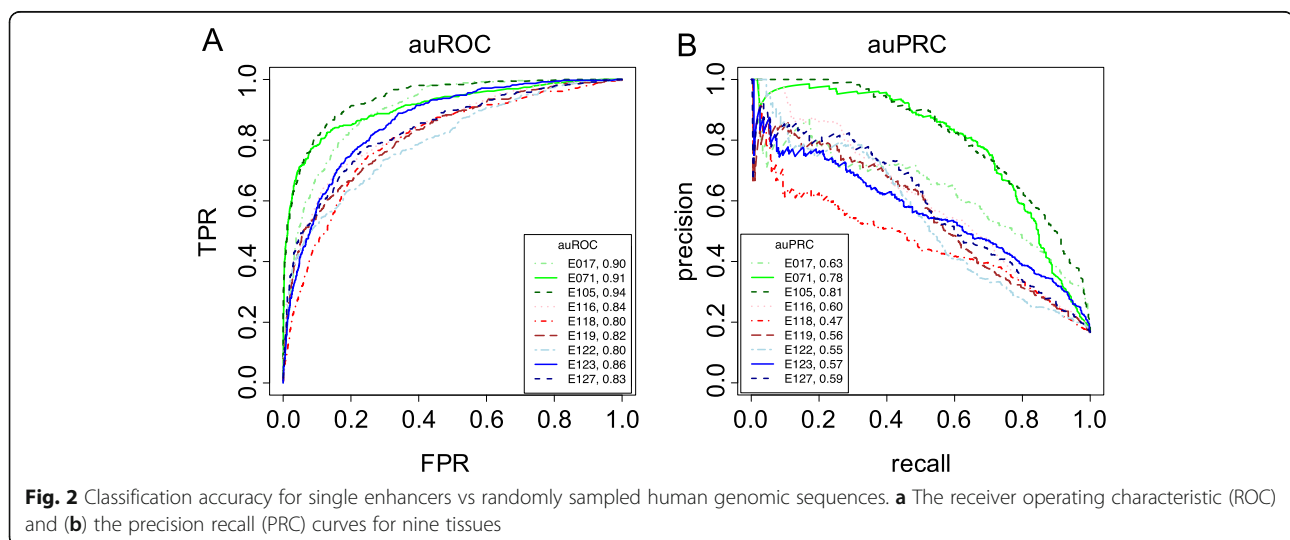 A
auROC
TPR
1.0
0.8
0.6
0.4
0.2
0.0
auROC
E017, 0.90
E071, 0.91
E105, 0.94
E116, 0.84
E118, 0.80
E119, 0.82
E122, 0.80
E123, 0.86
E127, 0.83
0.0 0.2 0.4 0.6 0.8 1.0
FPR
B
auPRC
precision
1.0
0.8
0.6
0.4
0.2
0.0
auPRC
E017, 0.63
E071, 0.78
E105, 0.81
E116, 0.60
E118, 0.47
E119, 0.56
E122, 0.55
E123, 0.57
E127, 0.59
0.0 0.2 0.4 0.6 0.8 1.0
recall
Fig. 2 Classification accuracy for single enhancers vs randomly sampled human genomic sequences. a The receiver operating characteristic (ROC)
and (b) the precision recall (PRC) curves for nine tissues